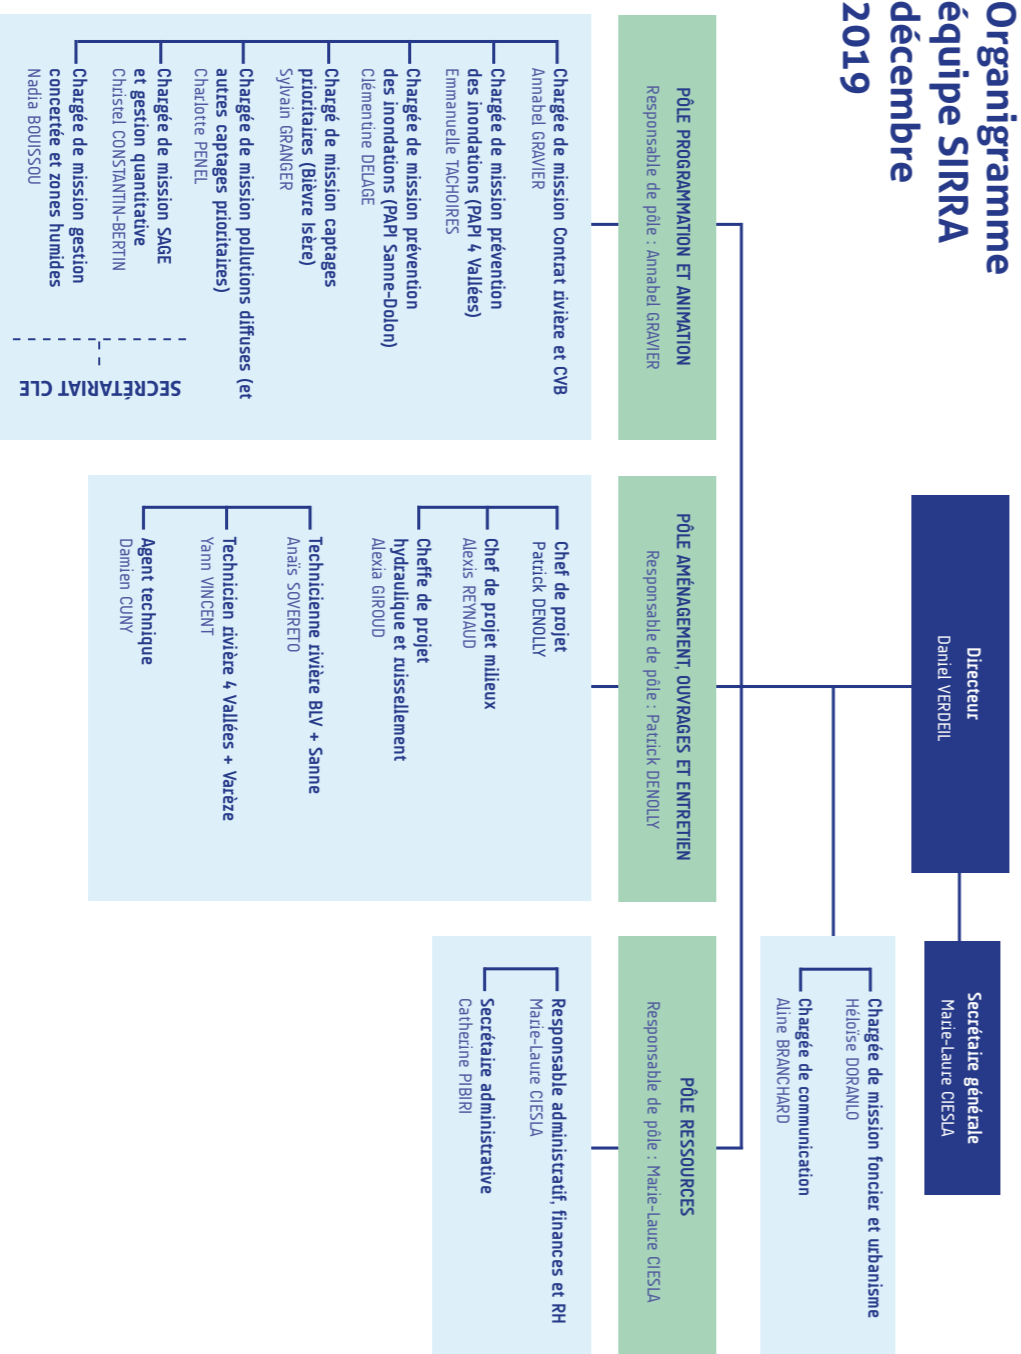 Organigramme
équipe SIRRA
décembre
2019
Directeur
Daniel VERDEIL
Secrétaire générale
Marie-Laure CIESLA
Chargée de mission foncier et urbanisme
Héloïse DORANLO
Chargée de communication
Aline BRANCHARD
PÔLE PROGRAMMATION ET ANIMATION
Responsable de pôle : Annabel GRAVIER
Chargée de mission Contrat rivière et CVB
Annabel GRAVIER
Chargée de mission prévention
des inondations (PAPI 4 Vallées)
Emmanuelle TACHOIRES
Chargée de mission prévention
des inondations (PAPI Sanne-Dolon)
Clémentine DELAGE
Chargé de mission captages
prioritaires (Bièvre Isère)
Sylvain GRANGER
Chargée de mission pollutions diffuses (et
autres captages prioritaires)
Charlotte PENEL
Chargée de mission SAGE
et gestion quantitative
Christel CONSTANTIN-BERTIN
Chargée de mission gestion
concertée et zones humides
Nadia BOUISSOU
SECRÉTARIAT CLE
PÔLE AMÉNAGEMENT, OUVRAGES ET ENTRETIEN
Responsable de pôle : Patrick DENOLLY
Chef de projet
Patrick DENOLLY
Chef de projet milieux
Alexis REYNAUD
Cheffe de projet
hydraulique et ruissellement
Alexia GIROUD
Technicienne rivière BLV + Sanne
Anaïs SOVERETO
Technicien rivière 4 Vallées + Varèze
Yann VINCENT
Agent technique
Damien CUNY
PÔLE RESSOURCES
Responsable de pôle : Marie-Laure CIESLA
Responsable administratif, finances et RH
Marie-Laure CIESLA
Secrétaire administrative
Catherine PIBIRI